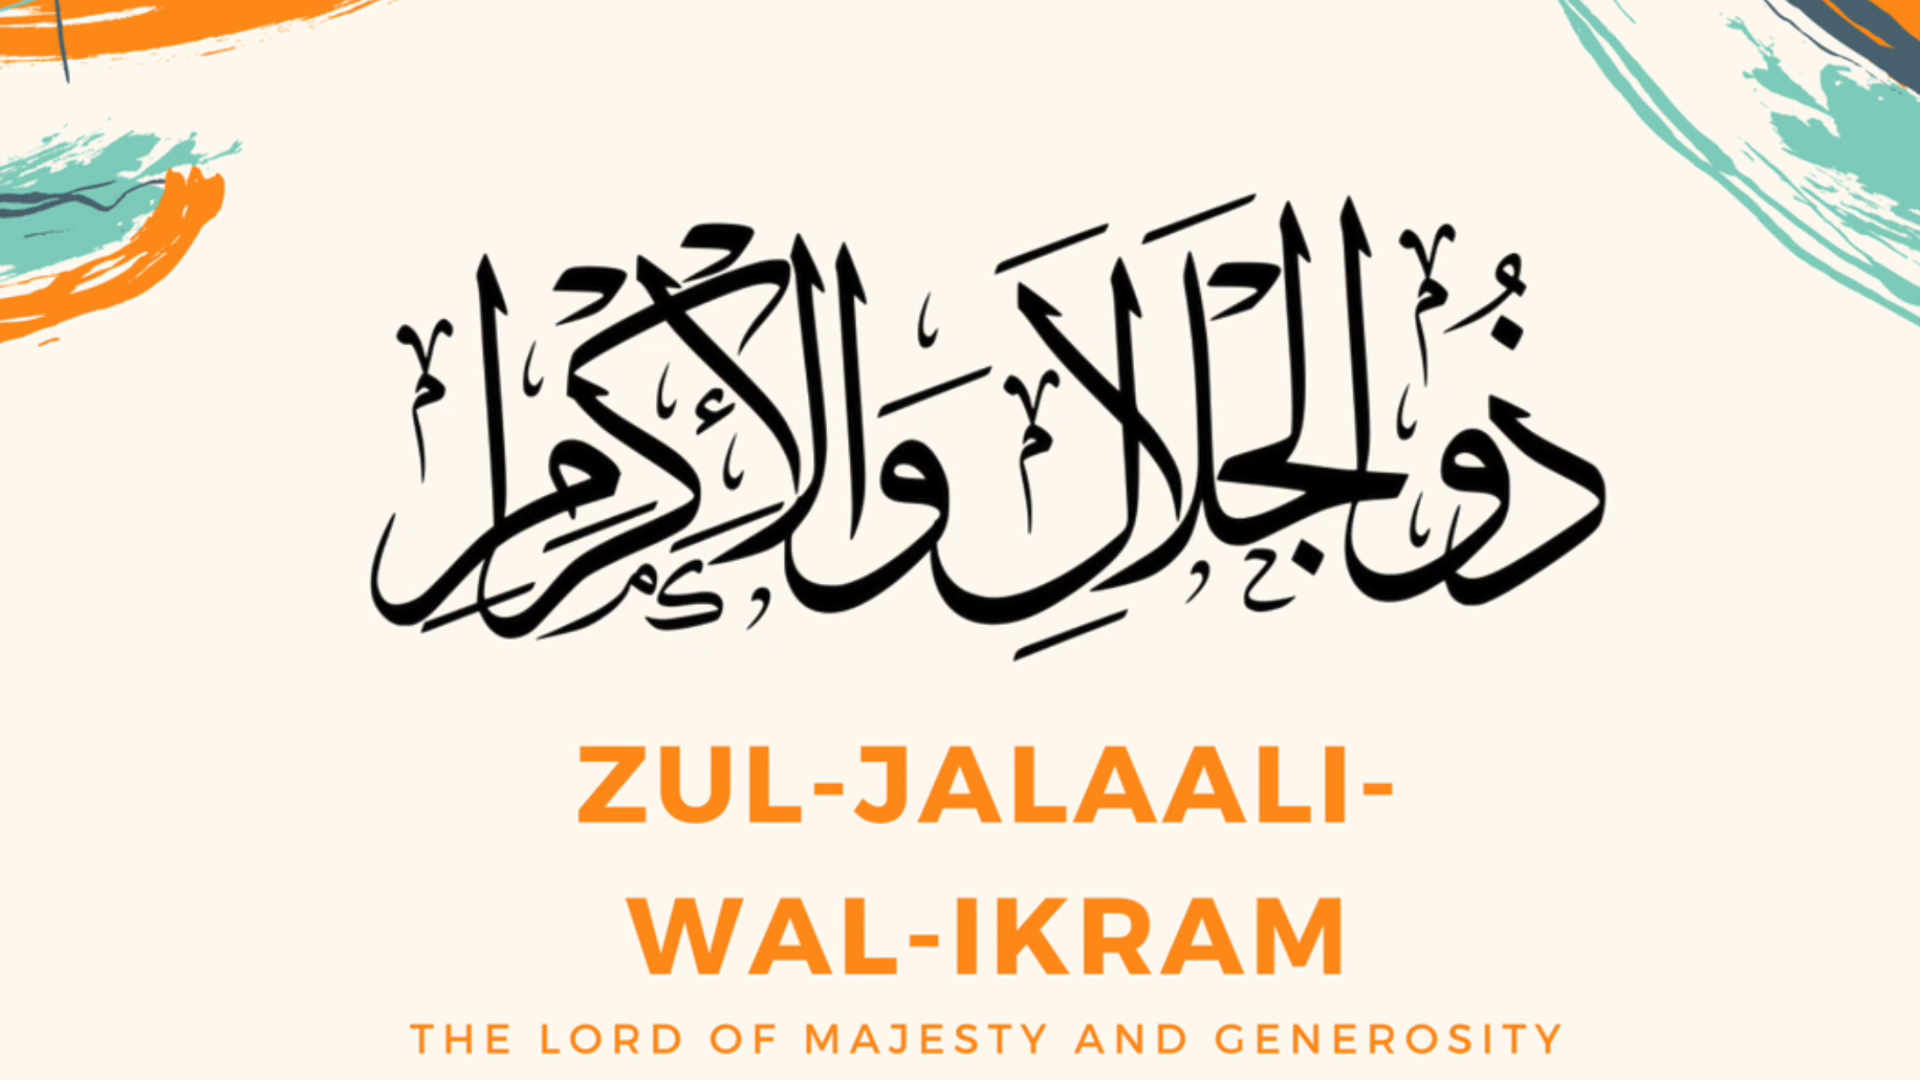 ذُو الْجَلَالِ وَالْإِكْرَامِ
ZUL-JALAALI-
WAL-IKRAM
THE LORD OF MAJESTY AND GENEROSITY